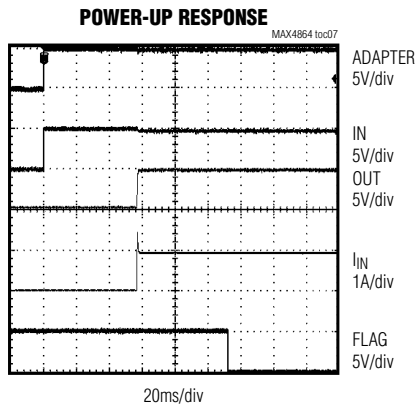 POWER-UP RESPONSE
MAX4864 toc07
ADAPTER
5V/div
IN
5V/div
OUT
5V/div
IIN
1A/div
FLAG
5V/div
20ms/div